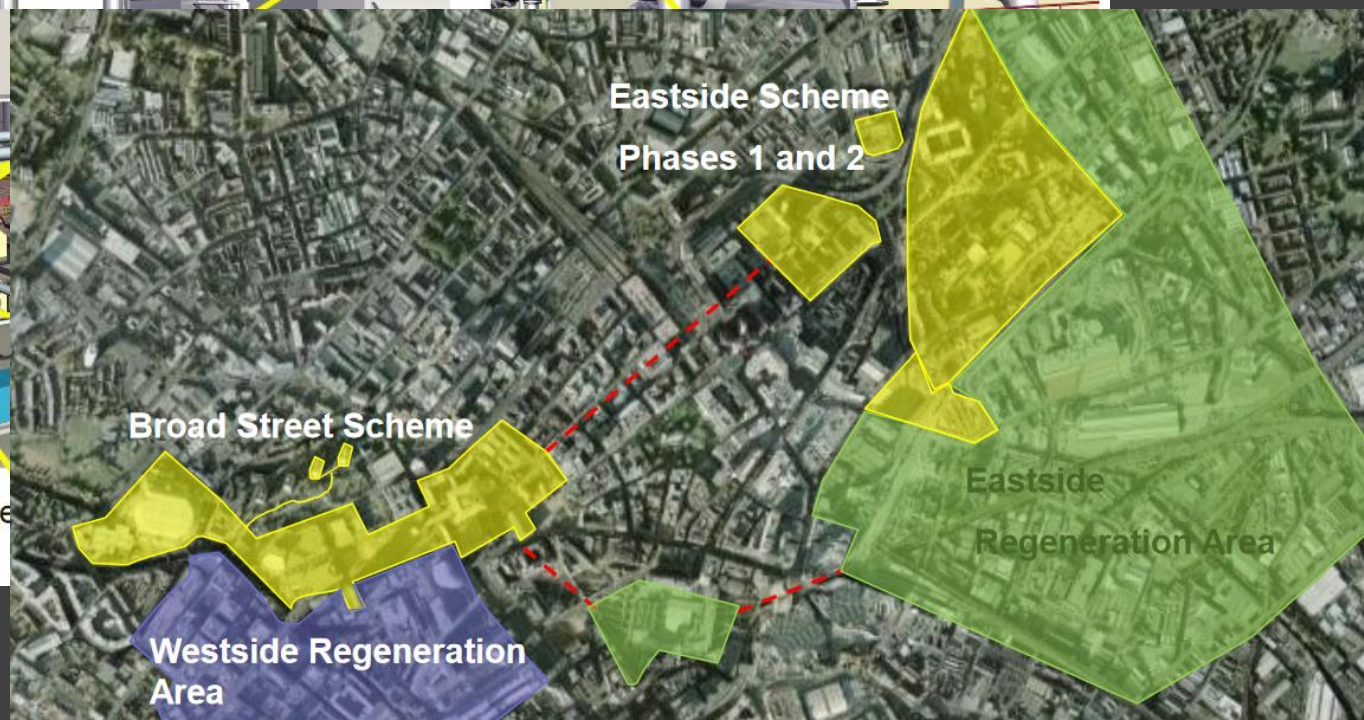 Eastside Scheme
Phases 1 and 2
Broad Street Scheme
Eastside
Regeneration Area
Westside Regeneration
Area